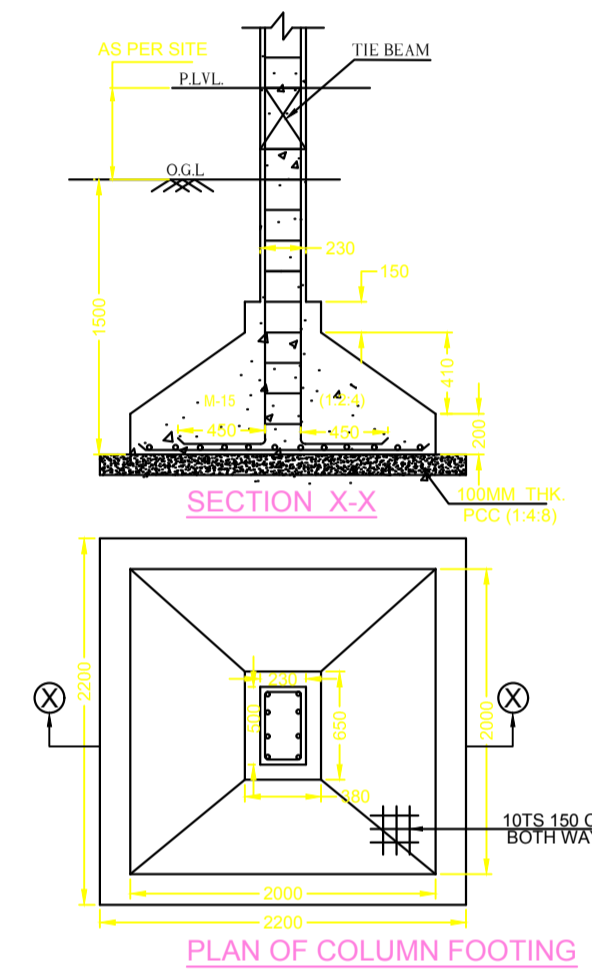 AS PER SITE
TIE BEAM
P.LVL.
O.G.L
230
150
1500
410
M-15 (1:2:4)
200
450 450
100MM THK.
PCC (1:4:8)
SECTION X-X
230
2200
500
650
2000
X X
380
10TS 150 C
BOTH WA
2000
2200
PLAN OF COLUMN FOOTING